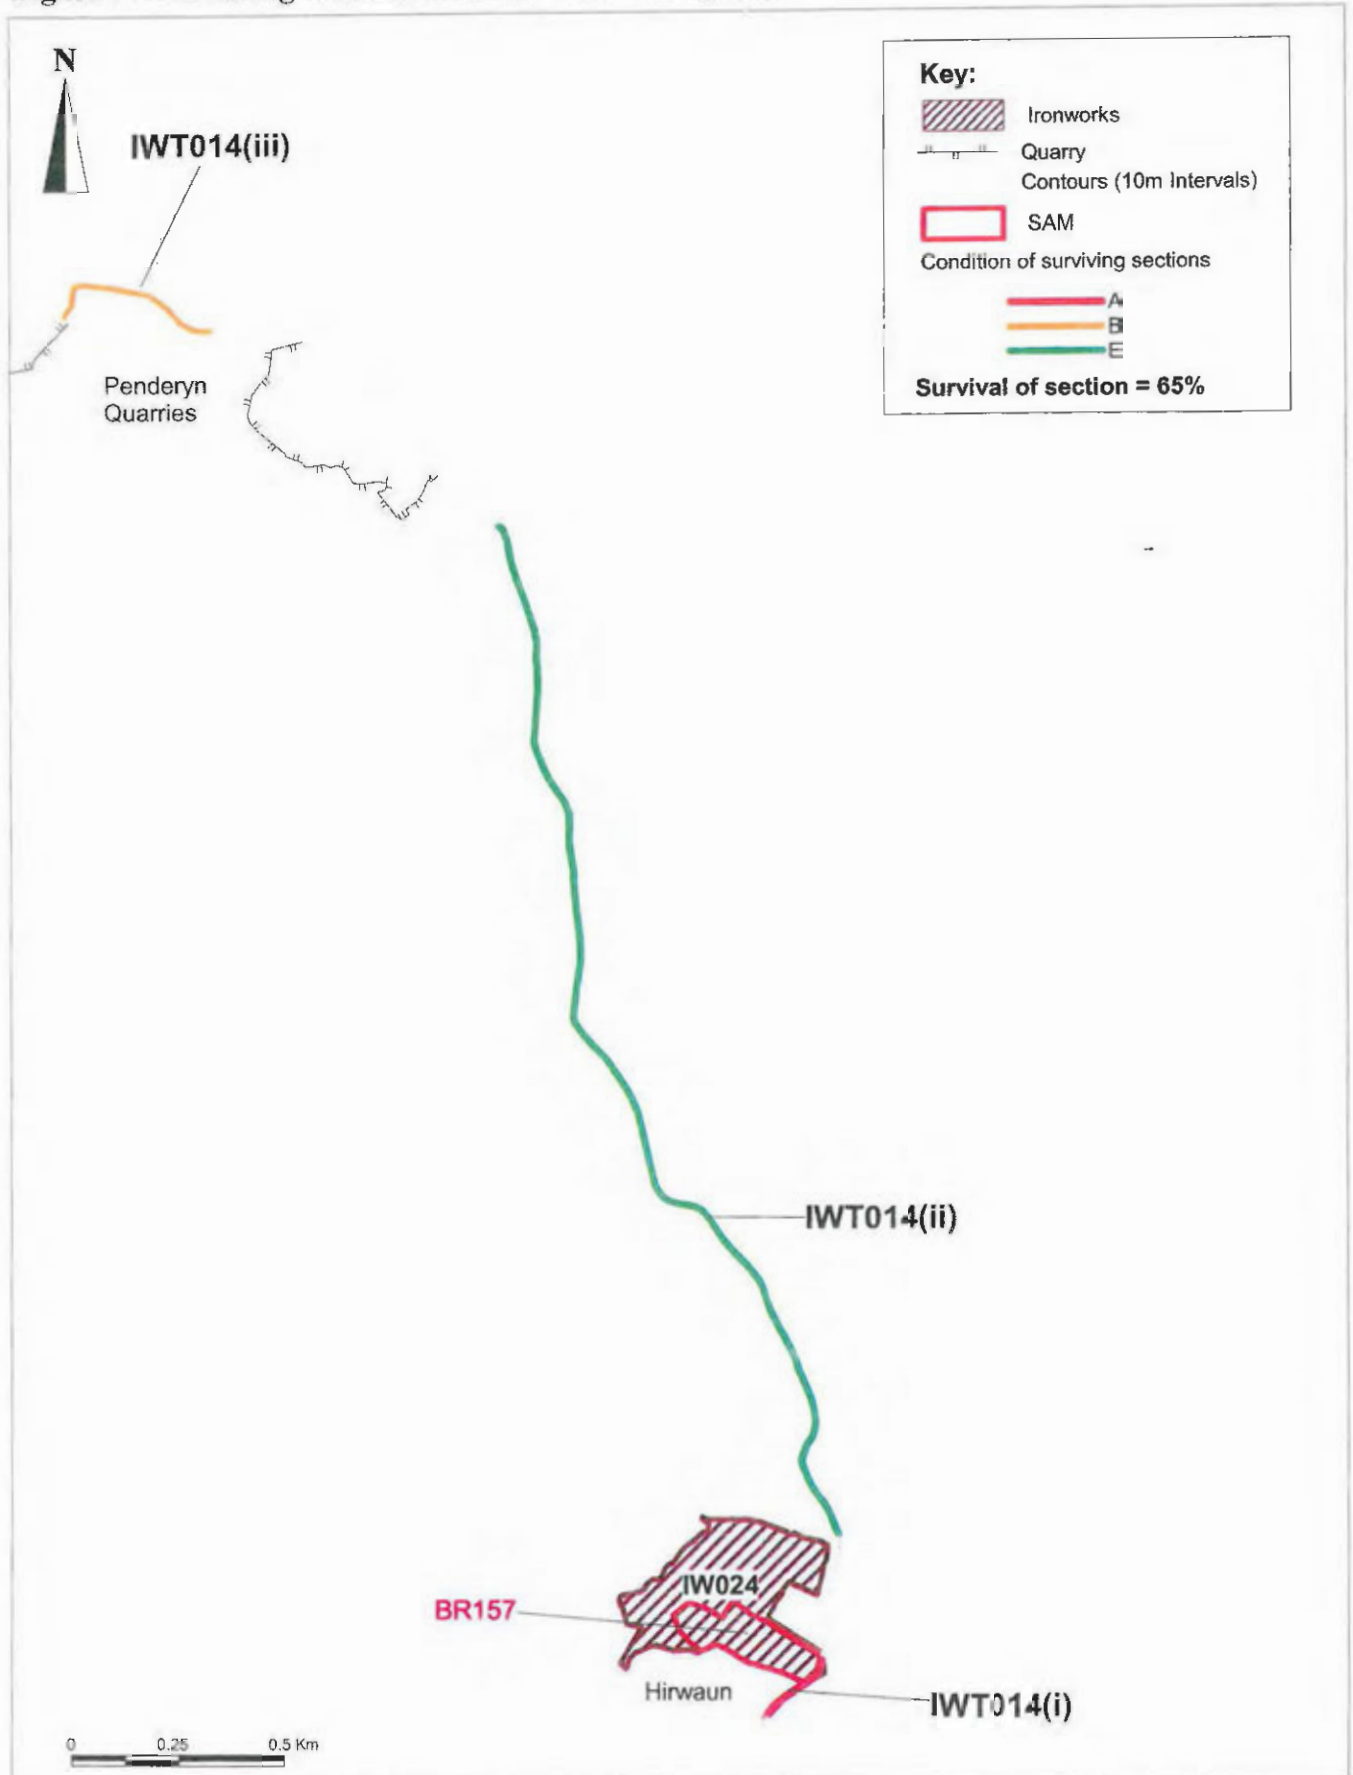 N
IWT014(iii)
Key:
Ironworks
Quarry
Contours (10m Intervals)
SAM
Condition of surviving sections
A
B
E
Survival of section = 65%
Penderyn
Quarries
IWT014(ii)
IW024
BR157
Hirwaun
IWT014(i)
0 0.25 0.5 Km